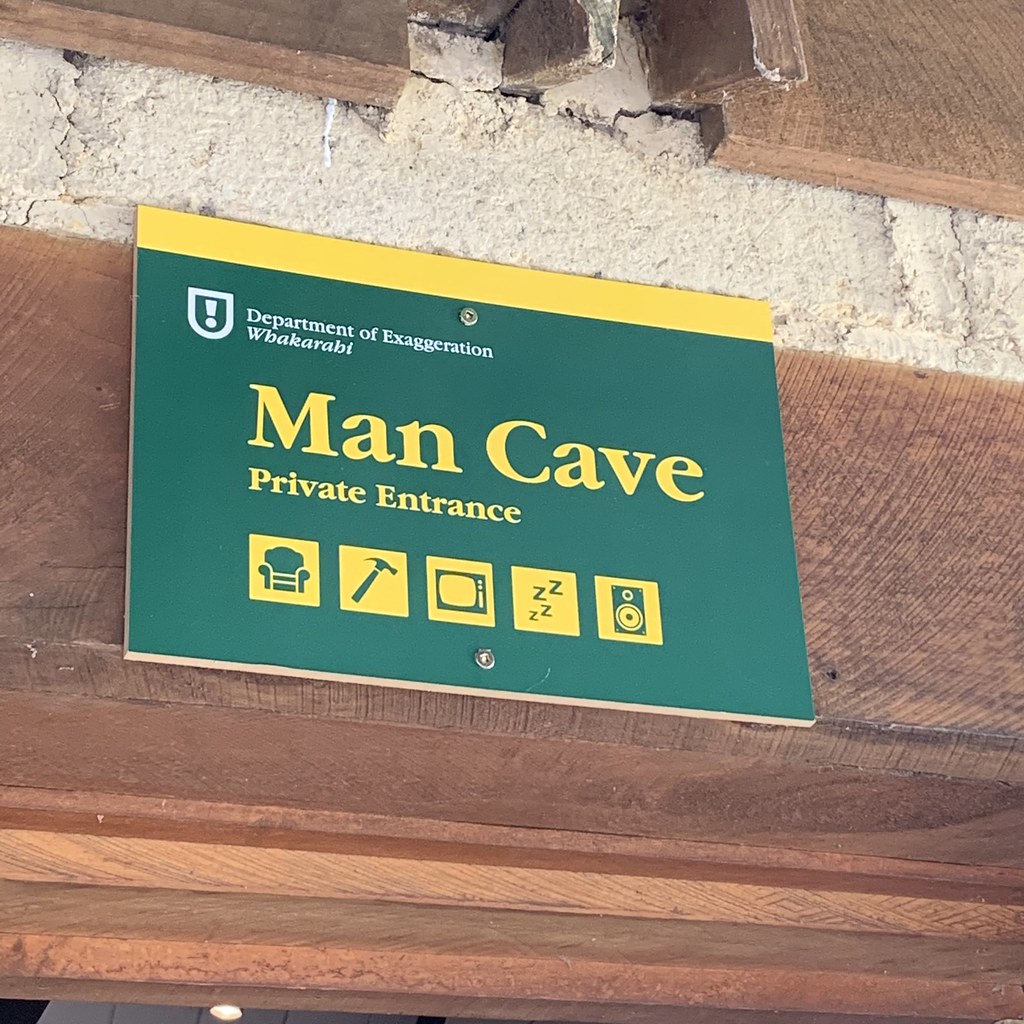 Department of Exaggeration
Whakarahi
Man Cave
Private Entrance
z z
z z